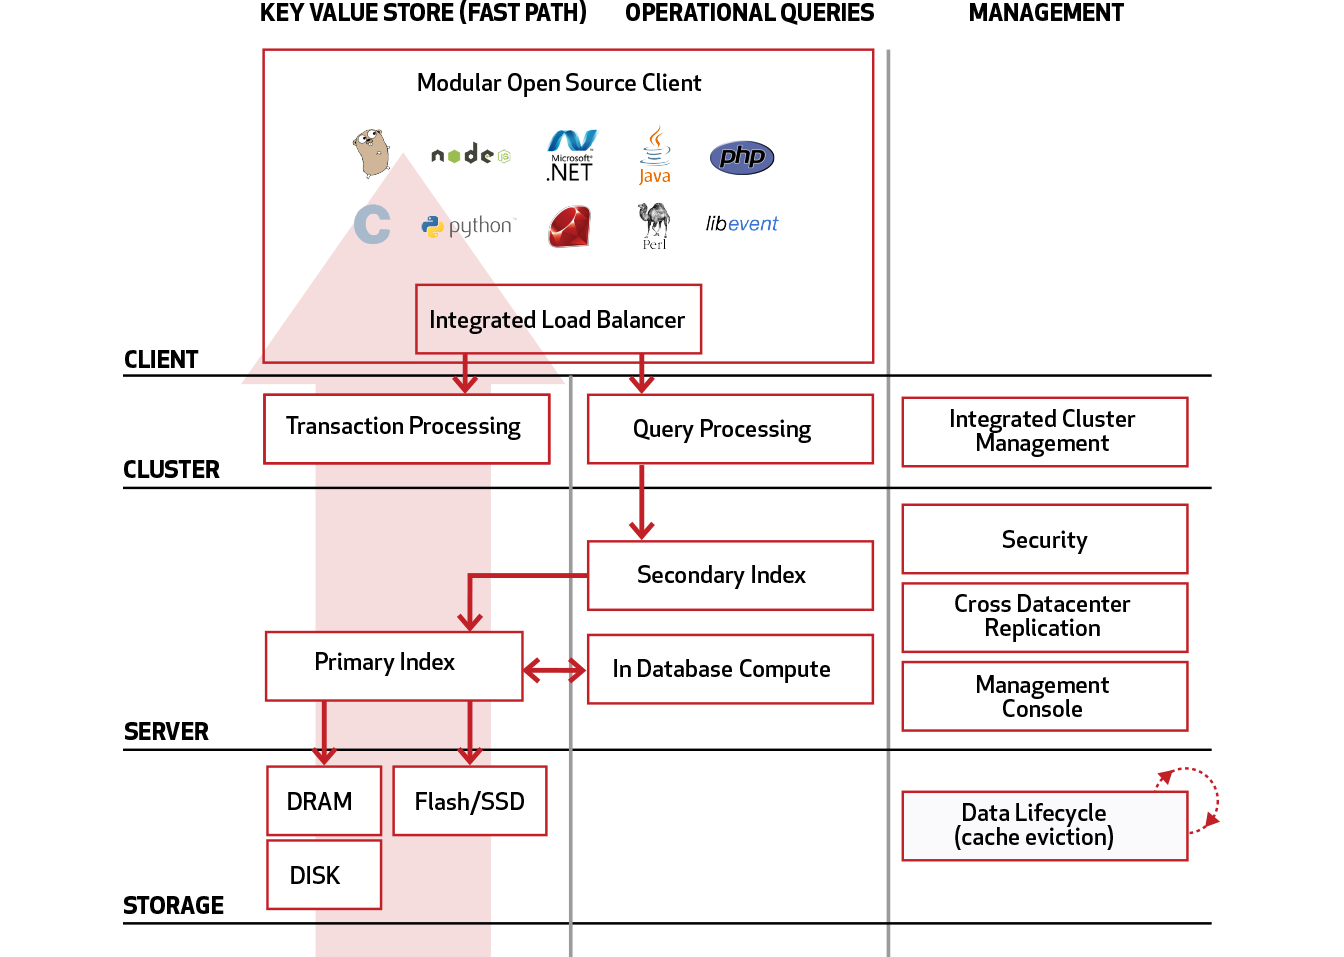 KEY VALUE STORE (FAST PATH)
OPERATIONAL QUERIES
MANAGEMENT
Modular Open Source Client
node JS
Microsoft®
.NET
Java
php
C
python™
Perl
libevent
Integrated Load Balancer
CLIENT
Transaction Processing
Query Processing
Integrated Cluster
Management
CLUSTER
Security
Secondary Index
Cross Datacenter
Replication
Primary Index
In Database Compute
Management
Console
SERVER
DRAM
Flash/SSD
Data Lifecycle
(cache eviction)
DISK
STORAGE